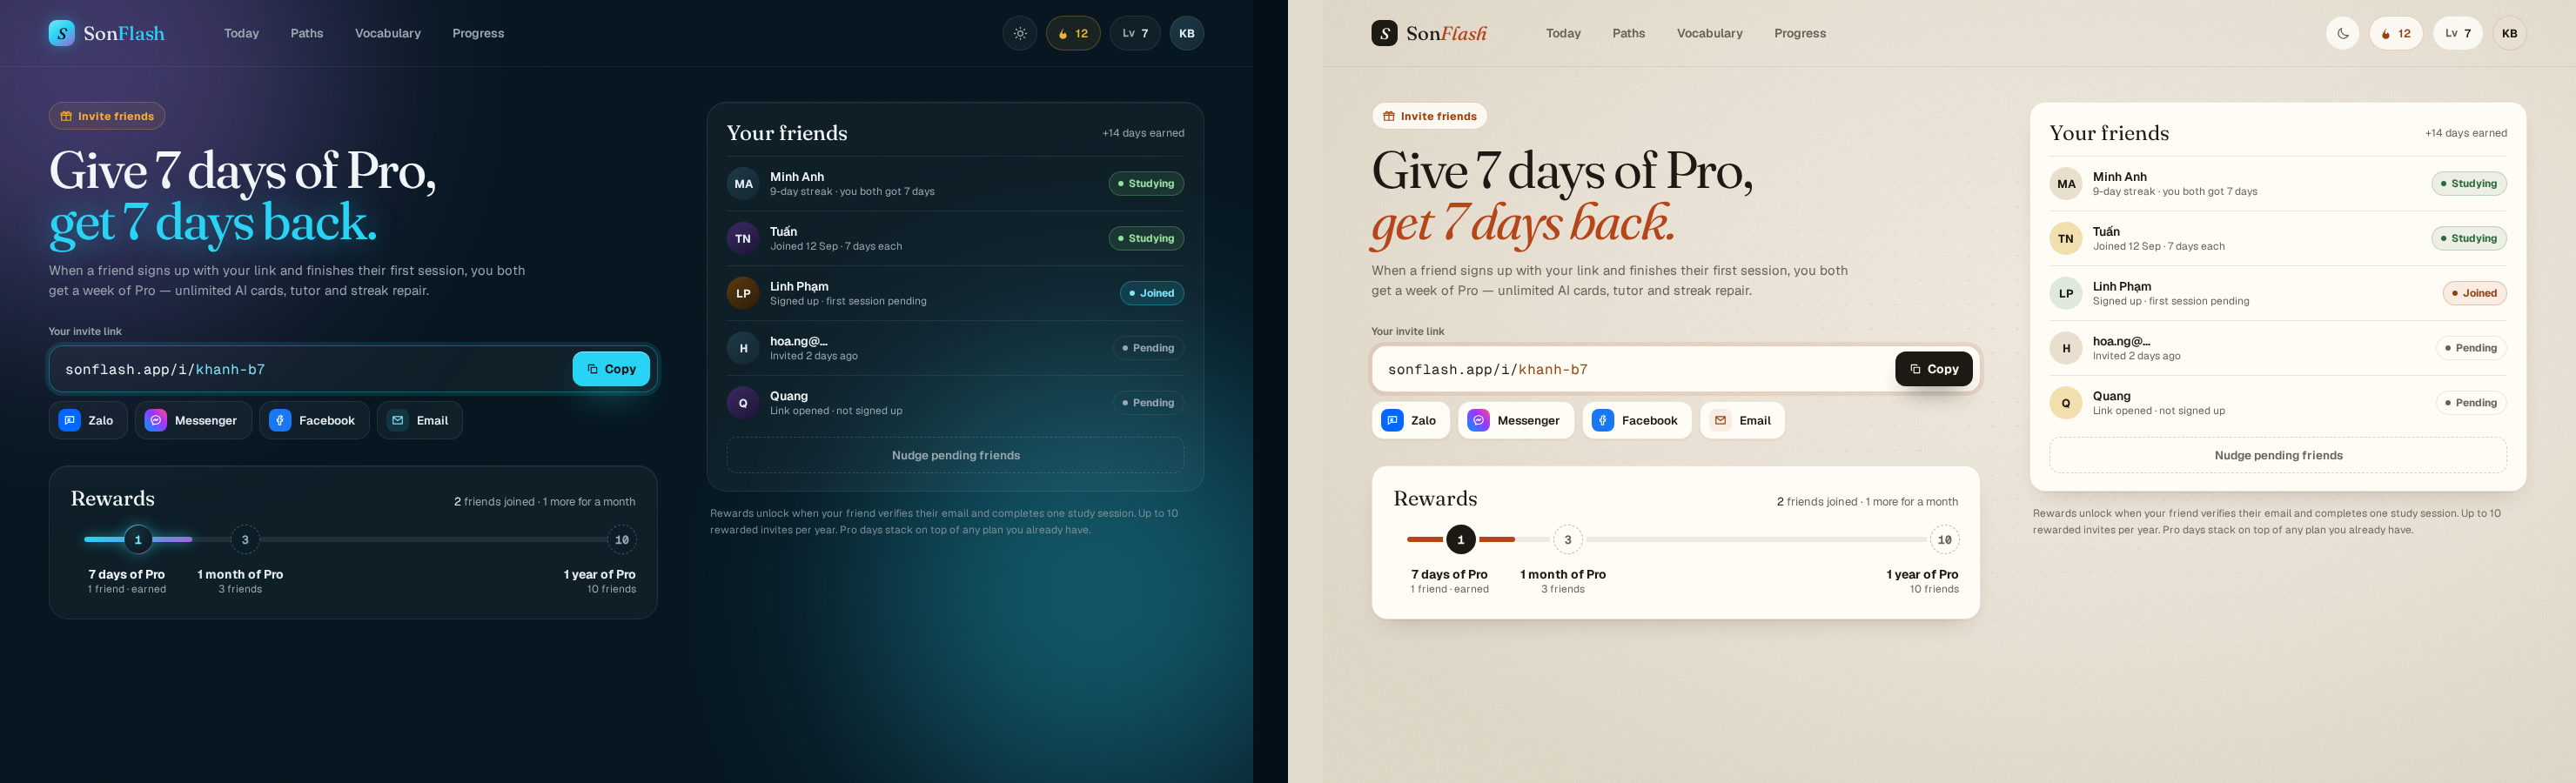 SonFlash
Today
Paths
Vocabulary
Progress
12
Lv 7
KB
Invite friends
Give 7 days of Pro,
get 7 days back.
When a friend signs up with your link and finishes their first session, you both
get a week of Pro — unlimited AI cards, tutor and streak repair.
Your invite link
sonflash.app/i/khanh-b7
Copy
Zalo
Messenger
Facebook
Email
Rewards
2 friends joined · 1 more for a month
1
3
10
7 days of Pro
1 friend · earned
1 month of Pro
3 friends
1 year of Pro
10 friends
Your friends
+14 days earned
MA
Minh Anh
9-day streak · you both got 7 days
Studying
TN
Tuấn
Joined 12 Sep · 7 days each
Studying
LP
Linh Phạm
Signed up · first session pending
Joined
H
hoa.ng@…
Invited 2 days ago
Pending
Q
Quang
Link opened · not signed up
Pending
Nudge pending friends
Rewards unlock when your friend verifies their email and completes one study session. Up to 10
rewarded invites per year. Pro days stack on top of any plan you already have.
S
SonFlash
Today
Paths
Vocabulary
Progress
12
Lv 7
KB
Invite friends
Give 7 days of Pro,
get 7 days back.
When a friend signs up with your link and finishes their first session, you both
get a week of Pro — unlimited AI cards, tutor and streak repair.
Your invite link
sonflash.app/i/khanh-b7
Copy
Zalo
Messenger
Facebook
Email
Rewards
2 friends joined · 1 more for a month
1
3
10
7 days of Pro
1 friend · earned
1 month of Pro
3 friends
1 year of Pro
10 friends
Your friends
+14 days earned
MA
Minh Anh
9-day streak · you both got 7 days
Studying
TN
Tuấn
Joined 12 Sep · 7 days each
Studying
LP
Linh Phạm
Signed up · first session pending
Joined
H
hoa.ng@…
Invited 2 days ago
Pending
Q
Quang
Link opened · not signed up
Pending
Nudge pending friends
Rewards unlock when your friend verifies their email and completes one study session. Up to 10
rewarded invites per year. Pro days stack on top of any plan you already have.